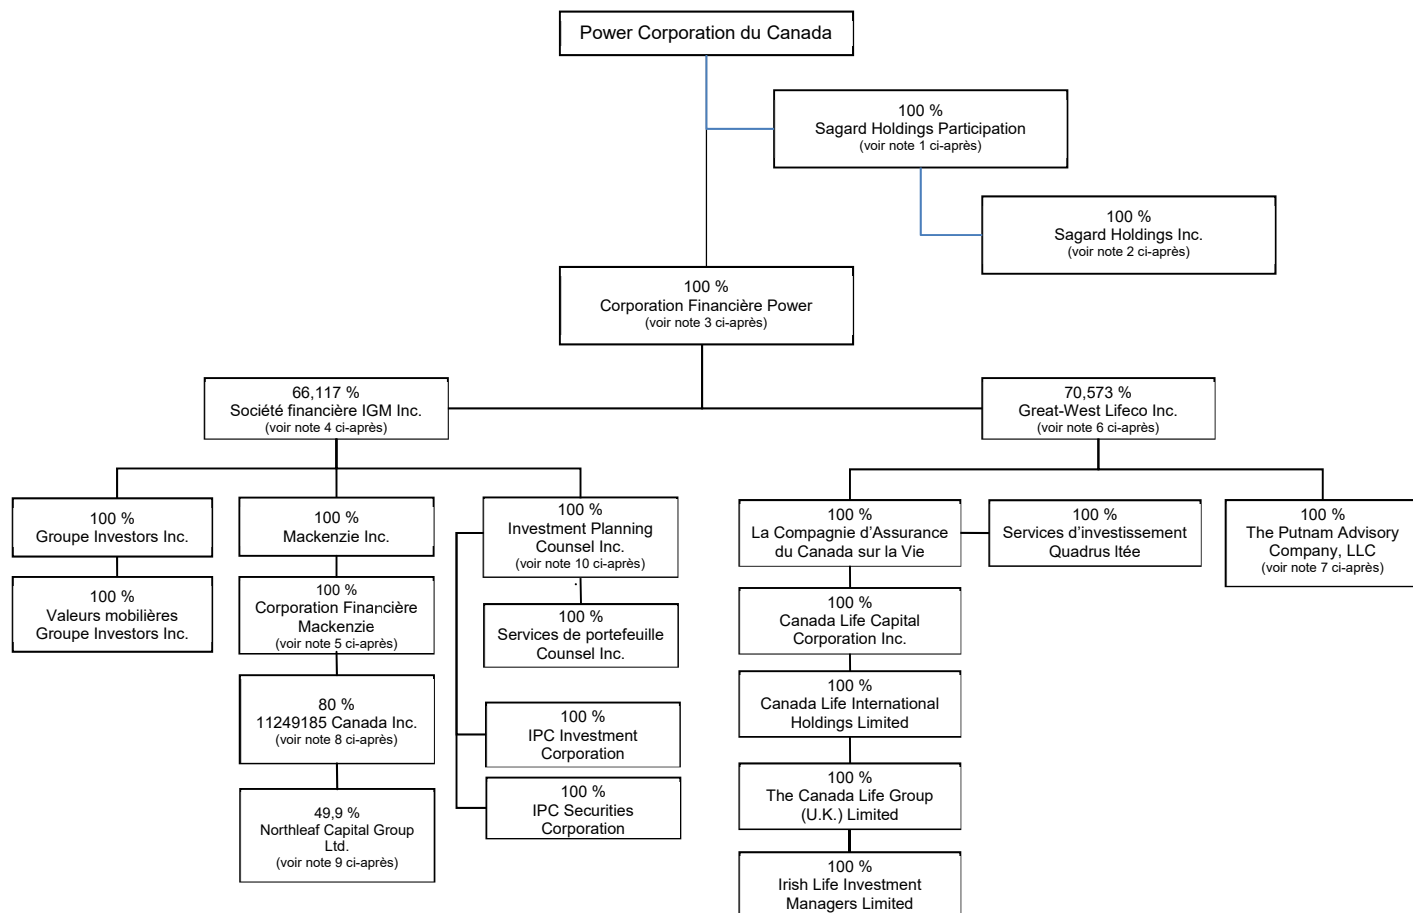 Power Corporation du Canada
100 %
Sagard Holdings Participation
(voir note 1 ci-après)
100 %
Sagard Holdings Inc.
(voir note 2 ci-après)
100 %
Corporation Financière Power
(voir note 3 ci-après)
66,117 %
Société financière IGM Inc.
(voir note 4 ci-après)
70,573 %
Great-West Lifeco Inc.
(voir note 6 ci-après)
100 %
Groupe Investors Inc.
100 %
Valeurs mobilières
Groupe Investors Inc.
100 %
Mackenzie Inc.
100 %
Corporation Financière
Mackenzie
(voir note 5 ci-après)
80 %
11249185 Canada Inc.
(voir note 8 ci-après)
49,9 %
Northleaf Capital Group
Ltd.
(voir note 9 ci-après)
100 %
Investment Planning
Counsel Inc.
(voir note 10 ci-après)
.
100 %
Services de portefeuille
Counsel Inc.
100 %
IPC Investment
Corporation
100 %
IPC Securities
Corporation
100 %
La Compagnie d’Assurance
du Canada sur la Vie
100 %
Canada Life Capital
Corporation Inc.
100 %
Canada Life International
Holdings Limited
100 %
The Canada Life Group
(U.K.) Limited
100 %
Irish Life Investment
Managers Limited
100 %
Services d’investissement
Quadrus ltée
100 %
The Putnam Advisory
Company, LLC
(voir note 7 ci-après)